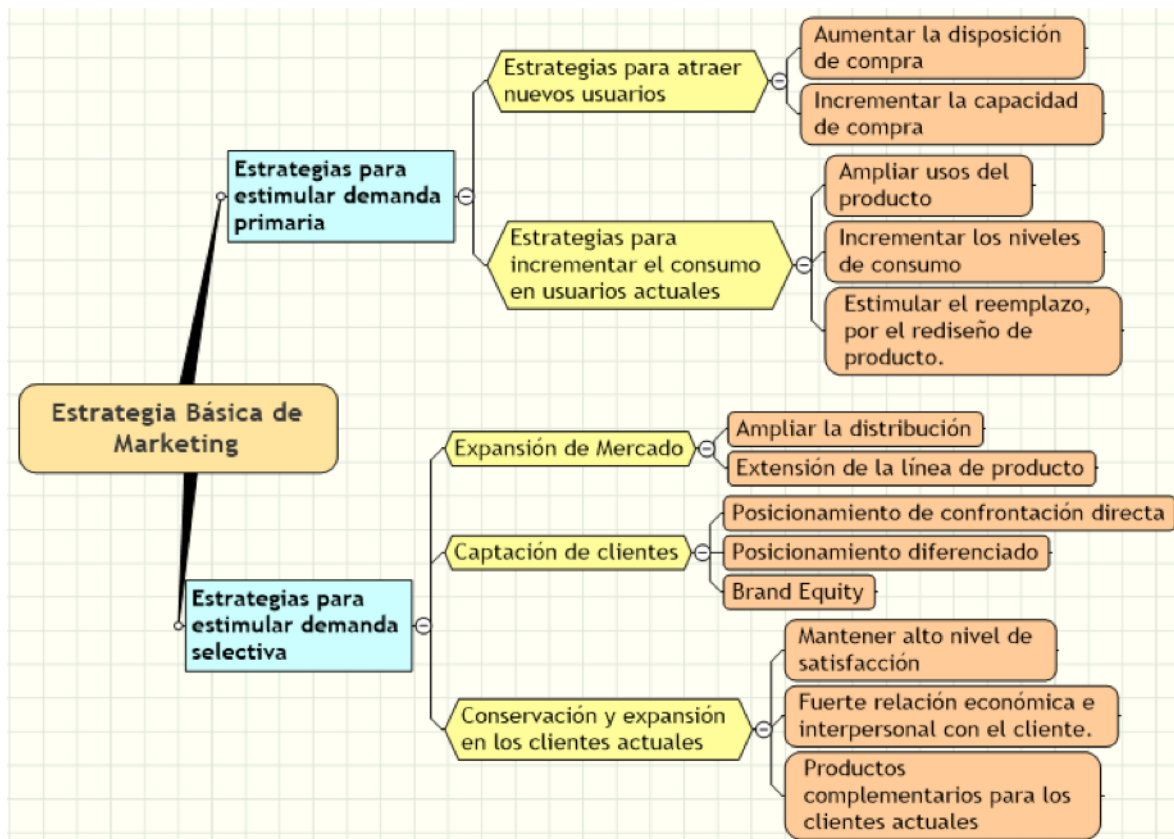 Estrategia Básica de
Marketing
Estrategias para
estimular demanda
primaria
Estrategias para atraer
nuevos usuarios
Aumentar la disposición
de compra
Incrementar la capacidad
de compra
Estrategias para
incrementar el consumo
en usuarios actuales
Ampliar usos del
producto
Incrementar los niveles
de consumo
Estimular el reemplazo,
por el rediseño de
producto.
Estrategias para
estimular demanda
selectiva
Expansión de Mercado
Ampliar la distribución
Extensión de la línea de producto
Captación de clientes
Posicionamiento de confrontación directa
Posicionamiento diferenciado
Brand Equity
Conservación y expansión
en los clientes actuales
Mantener alto nivel de
satisfacción
Fuerte relación económica e
interpersonal con el cliente.
Productos
complementarios para los
clientes actuales